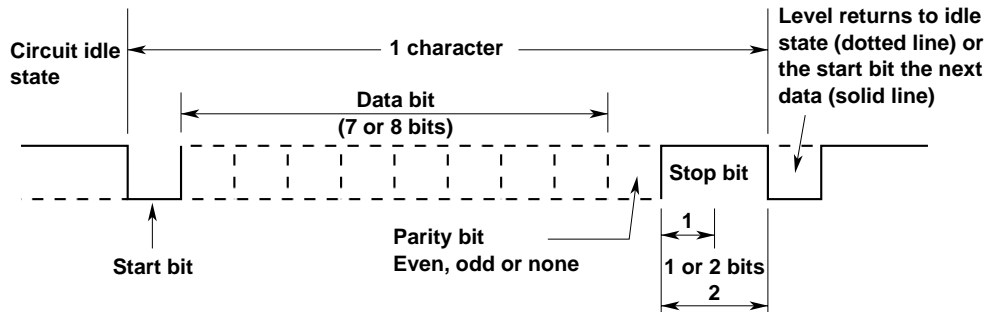 Circuit idle
state
1 character
Level returns to idle
state (dotted line) or
the start bit the next
data (solid line)
Data bit
(7 or 8 bits)
Stop bit
1
Parity bit
Even, odd or none
Start bit
1 or 2 bits
2